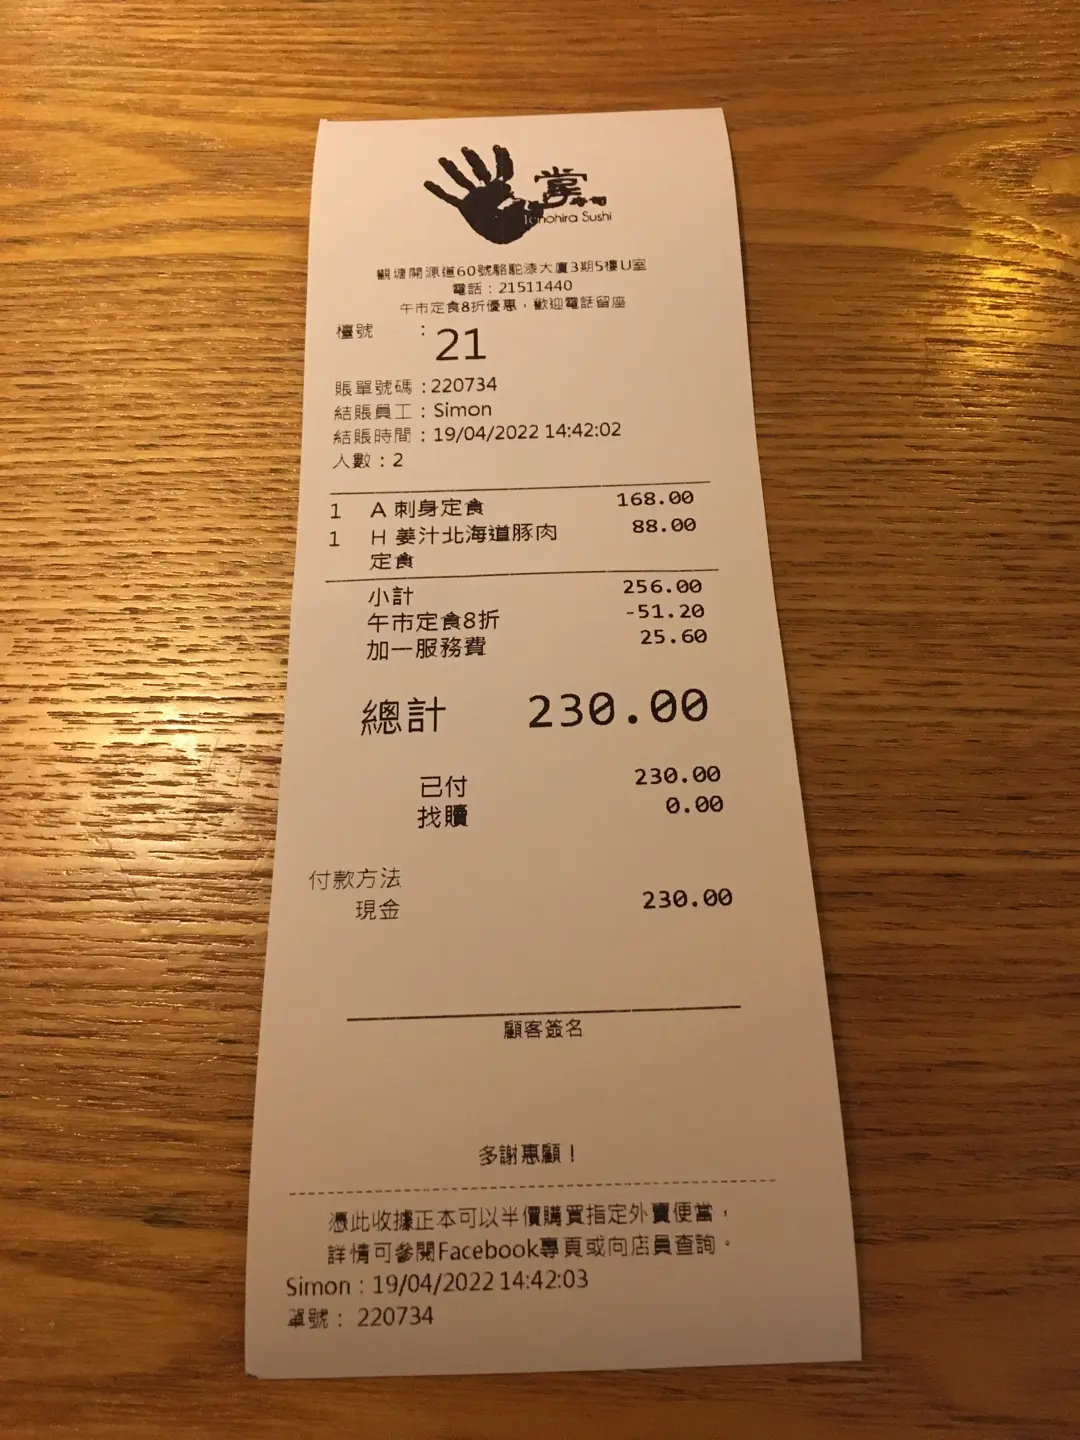 掌
寿司
Tanohira Sushi
觀塘開源道60號駱駝漆大廈3期5樓U室
電話：21511440
午市定食8折優惠，歡迎電話留座
檯號 : 21
賬單號碼：220734
結賬員工：Simon
結賬時間：19/04/2022 14:42:02
人數：2
1 A 刺身定食 168.00
1 H 姜汁北海道豚肉 88.00
定食
小計 256.00
午市定食8折 -51.20
加一服務費 25.60
總計 230.00
已付 230.00
找贖 0.00
付款方法
現金 230.00
顧客簽名
多謝惠顧！
憑此收據正本可以半價購買指定外賣便當，
詳情可參閱Facebook專頁或向店員查詢。
Simon：19/04/2022 14:42:03
單號： 220734